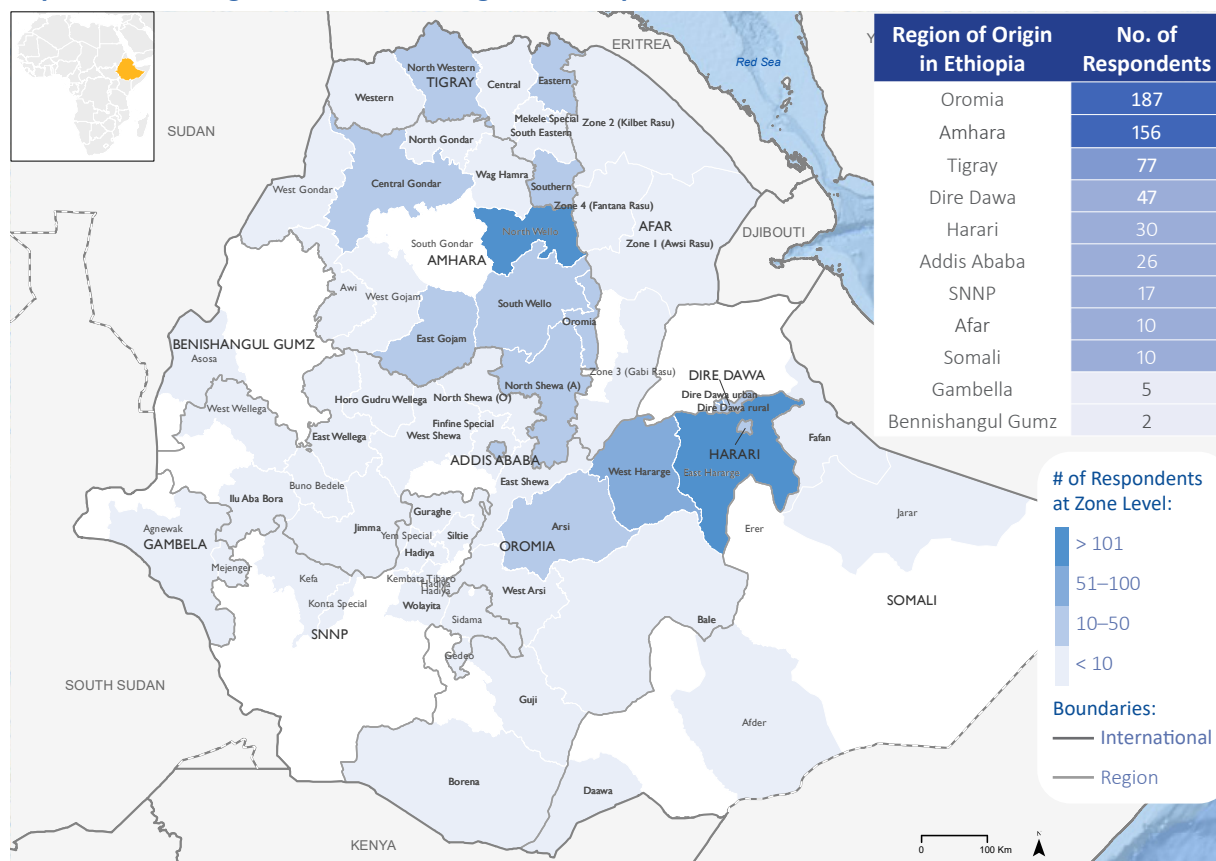 ERITREA
Red Sea
SUDAN
DJIBOUTI
SOUTH SUDAN
KENYA
North Western
TIGRAY
Central
Eastern
Western
Mekele Special
South Eastern
Zone 2 (Kilbet Rasu)
North Gondar
Wag Hamra
Southern
West Gondar
Central Gondar
Zone 4 (Fantana Rasu)
AFAR
North Wello
Zone 1 (Awsi Rasu)
South Gondar
AMHARA
Awi
West Gojam
South Wello
Oromia
East Gojam
BENISHANGUL GUMZ
Asosa
North Shewa (A)
Zone 3 (Gabi Rasu)
DIRE DAWA
Dire Dawa urban
Dire Dawa rural
Horo Gudru Wellega
North Shewa (O)
West Wellega
Finfine Special
East Wellega
West Shewa
ADDIS ABABA
HARARI
Fafan
West Hararge
East Hararge
East Shewa
Buno Bedele
Ilu Aba Bora
Guraghe
Arsi
Erer
Jarar
Agnewak
GAMBELA
Jimma
Yem Special
Siltie
OROMIA
Hadiya
Mejenger
Kefa
Kembata Tibaro
Hadiya
Hadiya
West Arsi
Konta Special
Wolayita
SOMALI
Sidama
Bale
SNNP
Gedeo
Guji
Afder
Borena
Daawa
Region of Origin
in Ethiopia
No. of
Respondents
Oromia 187
Amhara 156
Tigray 77
Dire Dawa 47
Harari 30
Addis Ababa 26
SNNP 17
Afar 10
Somali 10
Gambella 5
Bennishangul Gumz 2
# of Respondents
at Zone Level:
> 101
51–100
10–50
< 10
Boundaries:
International
Region
0 100 Km
N